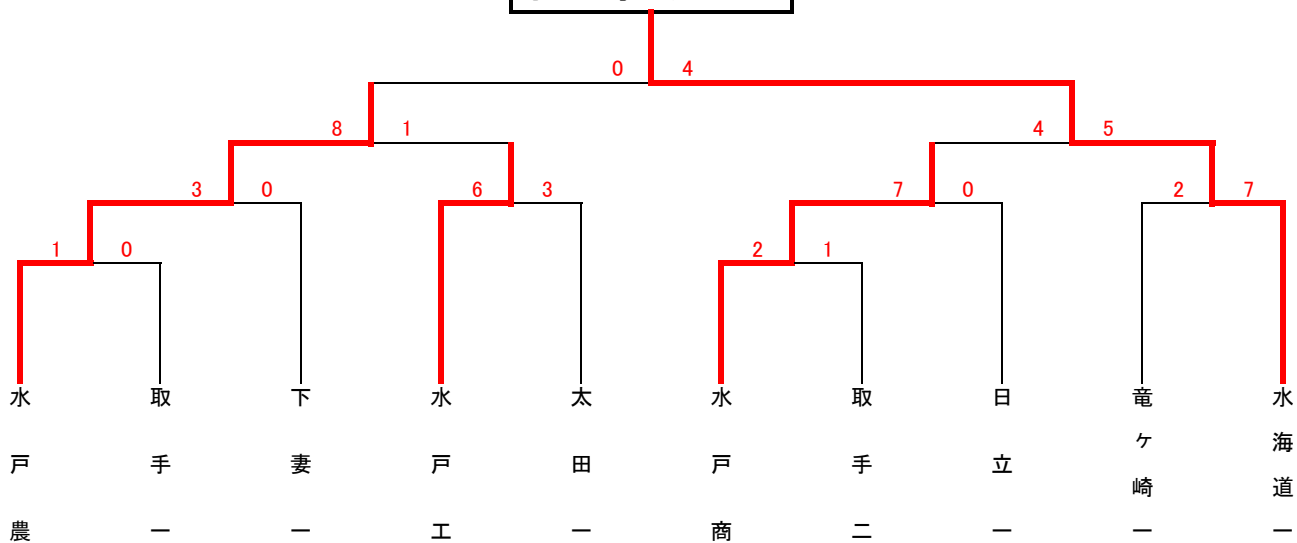 0 4
8 1 4 5
3 0 6 3 7 0 2 7
1 0 2 1
水戸農
取手一
下妻一
水戸工
太田一
水戸商
取手二
日立一
竜ヶ崎一
水海道一